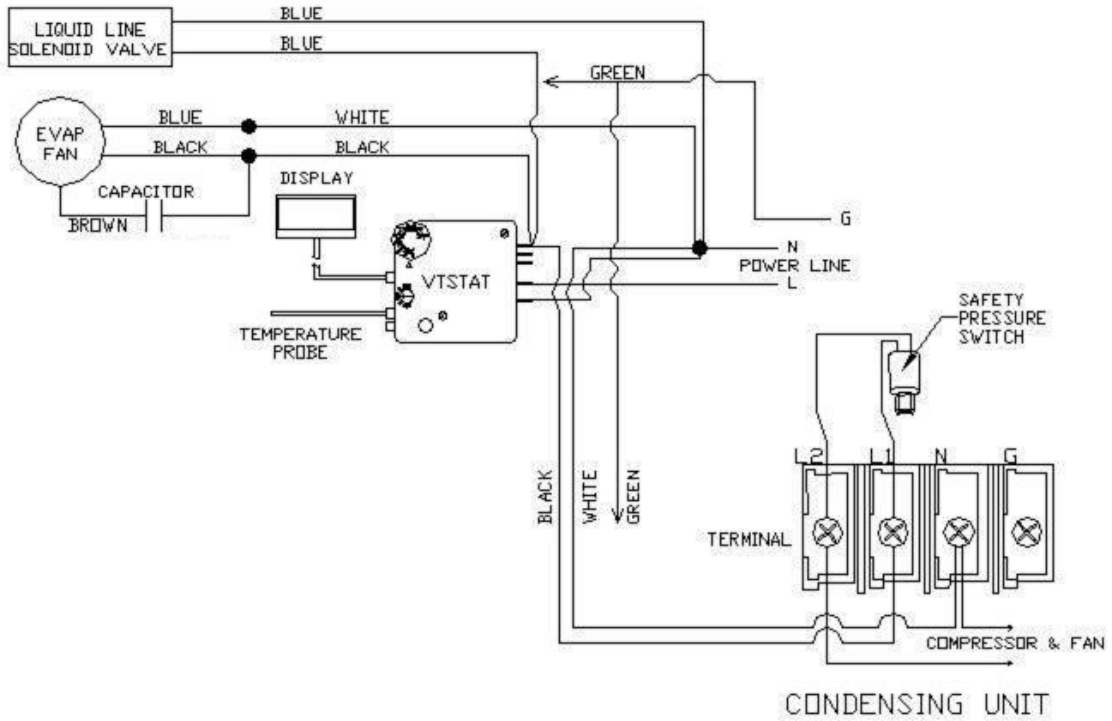 BLUE
LIQUID LINE
SOLENOID VALVE
BLUE
GREEN
BLUE
WHITE
EVAP
FAN
BLACK
BLACK
DISPLAY
CAPACITOR
BROWN
G
N
POWER LINE
L
VTSTAT
TEMPERATURE
PROBE
SAFETY
PRESSURE
SWITCH
L2
L1
N
G
BLACK
WHITE
GREEN
TERMINAL
COMPRESSOR & FAN
CONDENSING UNIT